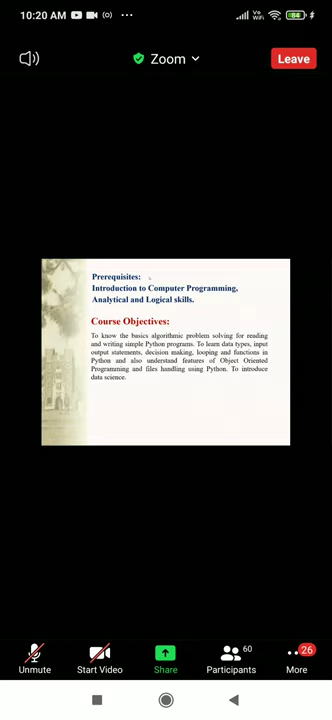 10:20 AM
Vo
WiFi
84
Zoom
Leave
Prerequisites:
Introduction to Computer Programming,
Analytical and Logical skills.
Course Objectives:
To know the basics algorithmic problem solving for reading
and writing simple Python programs. To learn data types, input
output statements, decision making, looping and functions in
Python and also understand features of Object Oriented
Programming and files handling using Python. To introduce
data science.
60
26
Unmute
Start Video
Share
Participants
More